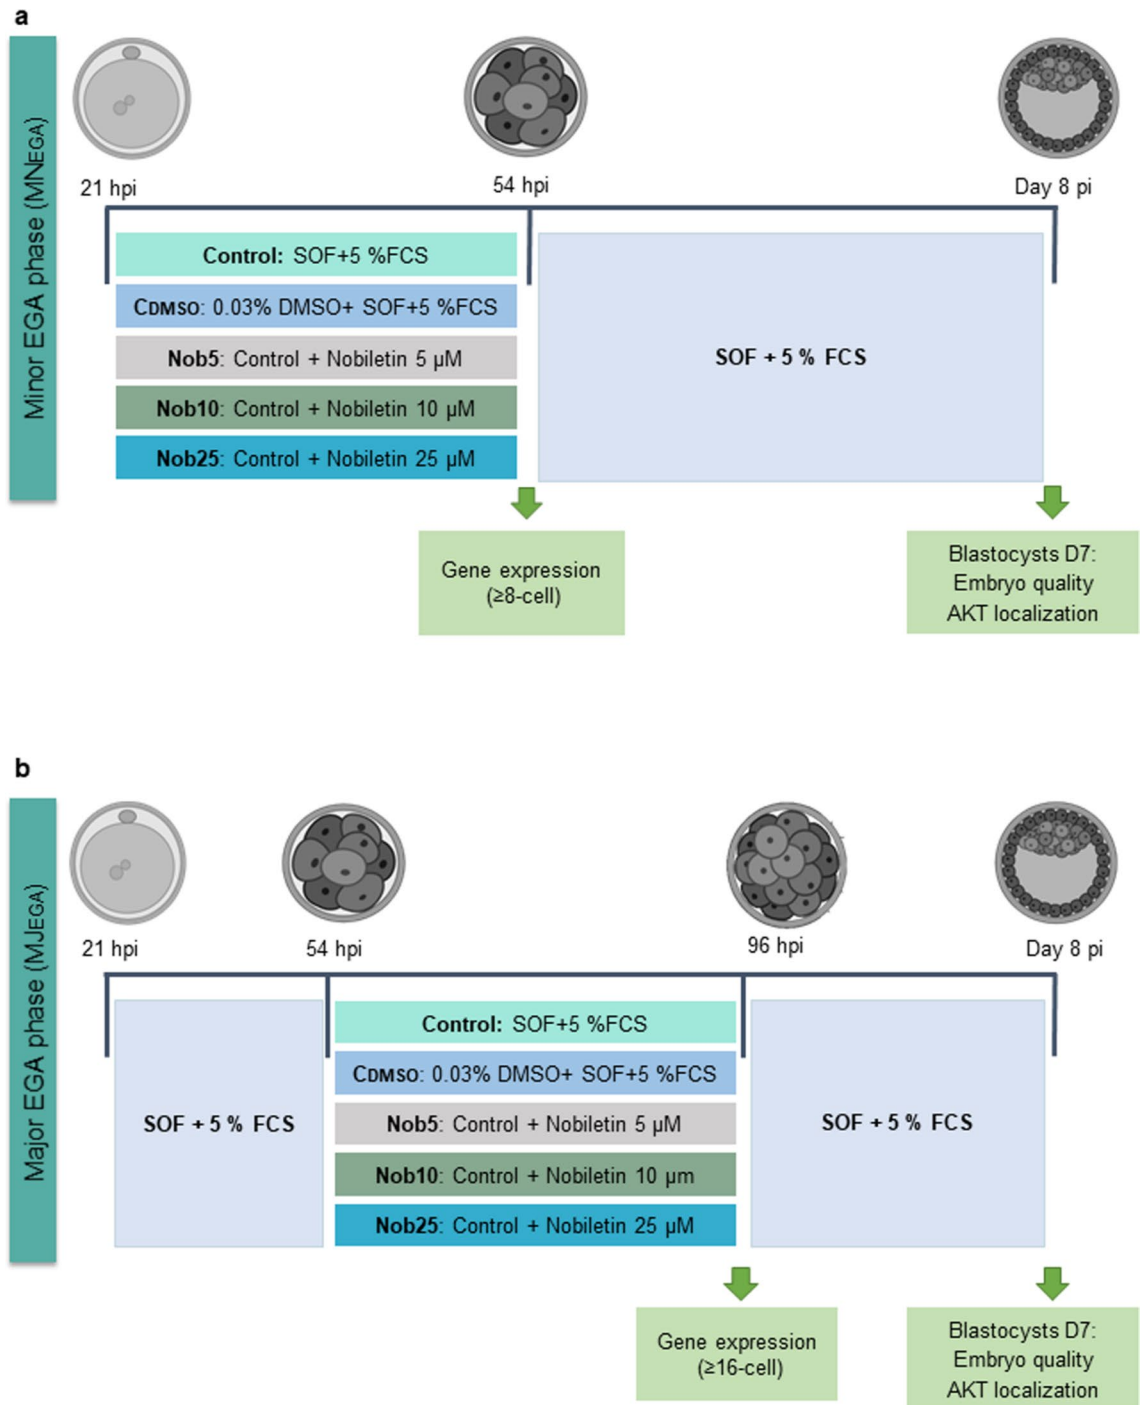 a
Minor EGA phase (MNEGA)
21 hpi
54 hpi
Day 8 pi
Control: SOF+5 %FCS
CDMSO: 0.03% DMSO+ SOF+5 %FCS
Nob5: Control + Nobiletin 5 µM
Nob10: Control + Nobiletin 10 µM
Nob25: Control + Nobiletin 25 µM
SOF + 5 % FCS
Gene expression
(≥8-cell)
Blastocysts D7:
Embryo quality
AKT localization
b
Major EGA phase (MJEGA)
21 hpi
54 hpi
96 hpi
Day 8 pi
SOF + 5 % FCS
Control: SOF+5 %FCS
CDMSO: 0.03% DMSO+ SOF+5 %FCS
Nob5: Control + Nobiletin 5 µM
Nob10: Control + Nobiletin 10 µm
Nob25: Control + Nobiletin 25 µM
SOF + 5 % FCS
Gene expression
(≥16-cell)
Blastocysts D7:
Embryo quality
AKT localization